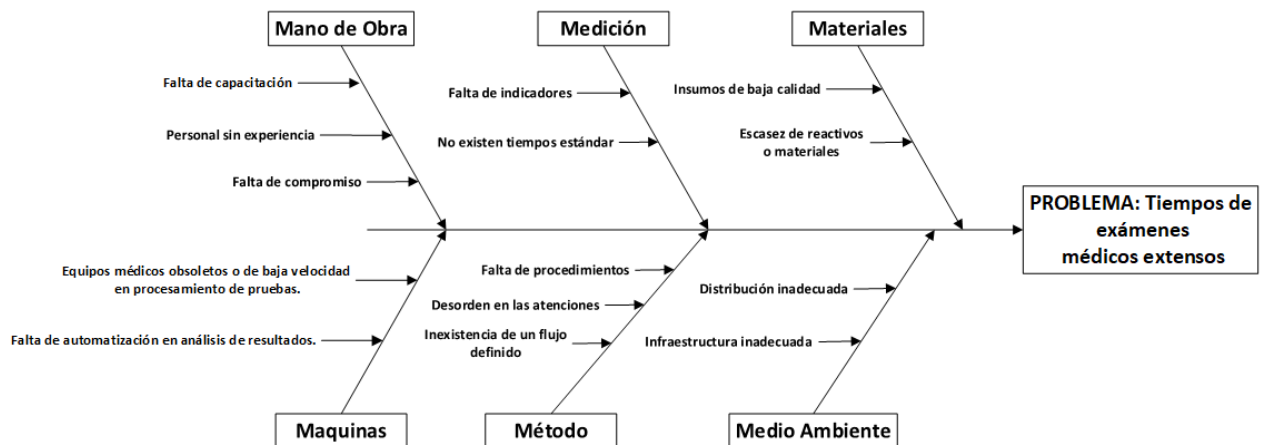 Mano de Obra
Medición
Materiales
Falta de capacitación
Personal sin experiencia
Falta de compromiso
Falta de indicadores
No existen tiempos estándar
Insumos de baja calidad
Escasez de reactivos
o materiales
PROBLEMA: Tiempos de
exámenes
médicos extensos
Equipos médicos obsoletos o de baja velocidad
en procesamiento de pruebas.
Falta de automatización en análisis de resultados.
Falta de procedimientos
Desorden en las atenciones
Inexistencia de un flujo
definido
Distribución inadecuada
Infraestructura inadecuada
Maquinas
Método
Medio Ambiente